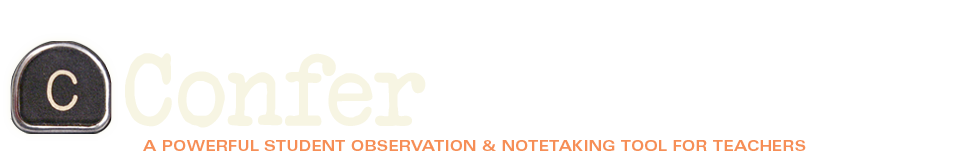 C Confer
A POWERFUL STUDENT OBSERVATION & NOTETAKING TOOL FOR TEACHERS